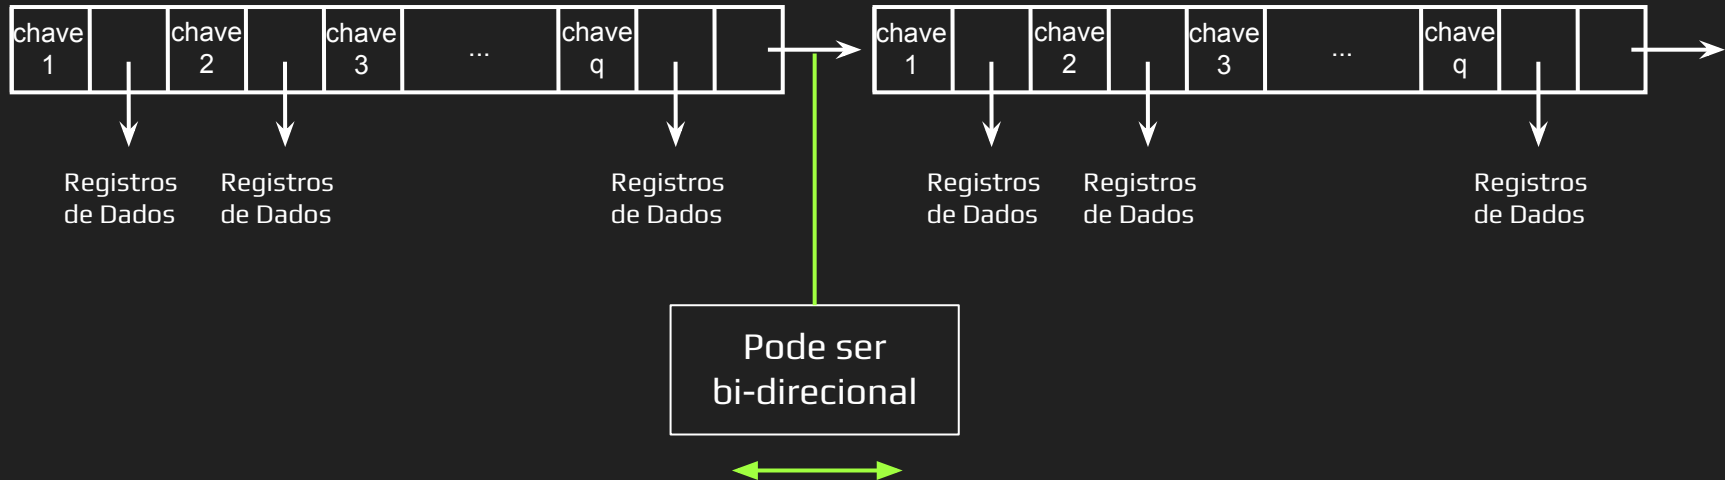 chave
1
chave
2
chave
3
...
chave
q
chave
1
chave
2
chave
3
...
chave
q
Registros
de Dados
Registros
de Dados
Registros
de Dados
Registros
de Dados
Registros
de Dados
Registros
de Dados
Pode ser
bi-direcional